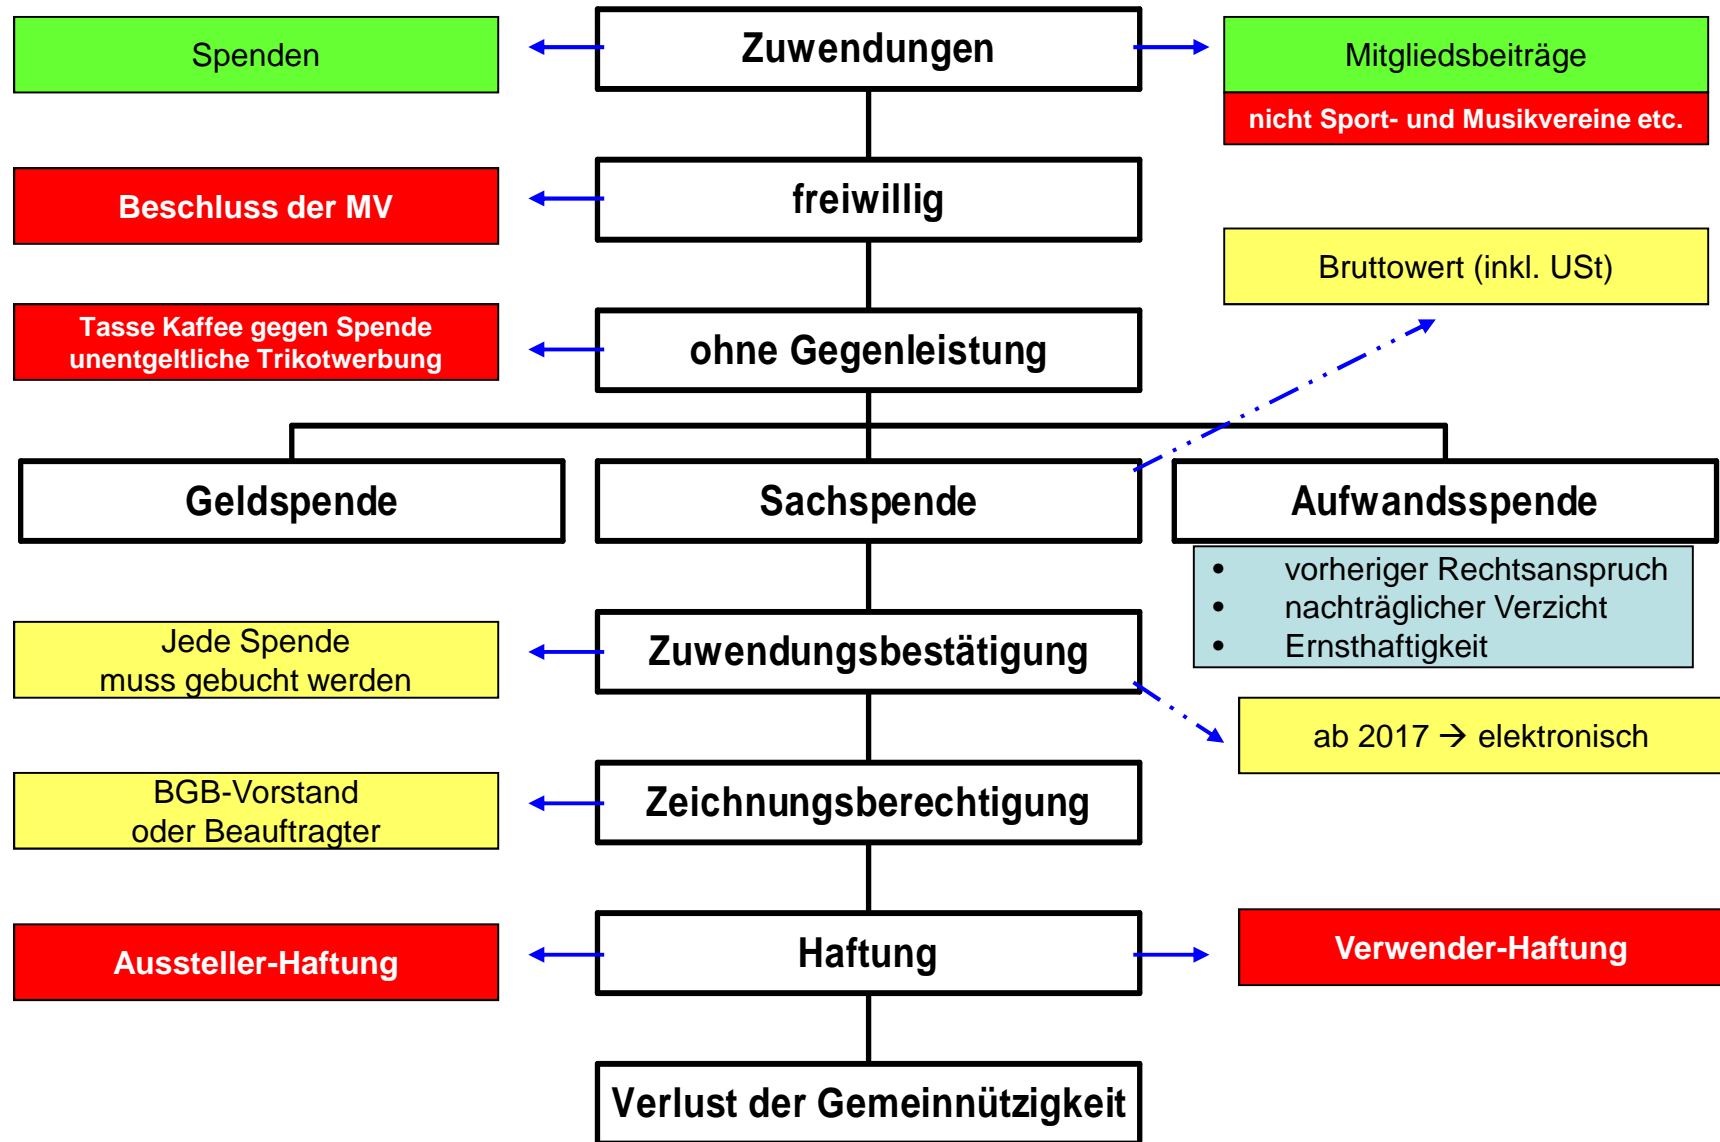 Spenden
Zuwendungen
Mitgliedsbeiträge
nicht Sport- und Musikvereine etc.
Beschluss der MV
freiwillig
Bruttowert (inkl. USt)
Tasse Kaffee gegen Spende
unentgeltliche Trikotwerbung
ohne Gegenleistung
Geldspende
Sachspende
Aufwandsspende
• vorheriger Rechtsanspruch
• nachträglicher Verzicht
• Ernsthaftigkeit
Jede Spende
muss gebucht werden
Zuwendungsbestätigung
ab 2017 → elektronisch
BGB-Vorstand
oder Beauftragter
Zeichnungsberechtigung
Aussteller-Haftung
Haftung
Verwender-Haftung
Verlust der Gemeinnützigkeit